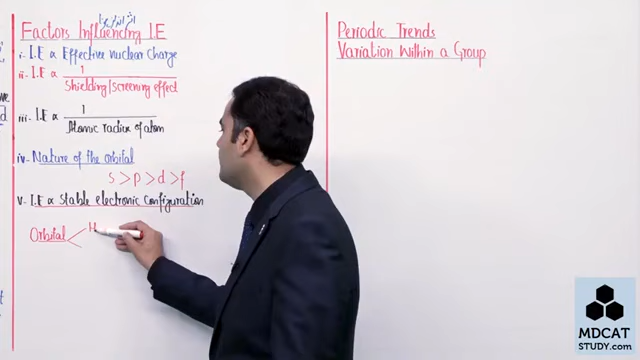 Factors Influencing I.E
i- I.E ∝ Effective nuclear charge
ii- I.E ∝ 1
Shielding/screening effect
iii- I.E ∝ 1
Atomic radius of atom
iv- Nature of the orbital
s > p > d > f
v- I.E ∝ Stable electronic configuration
Orbital
H
Periodic Trends
Variation Within a Group
MDCAT
STUDY.com